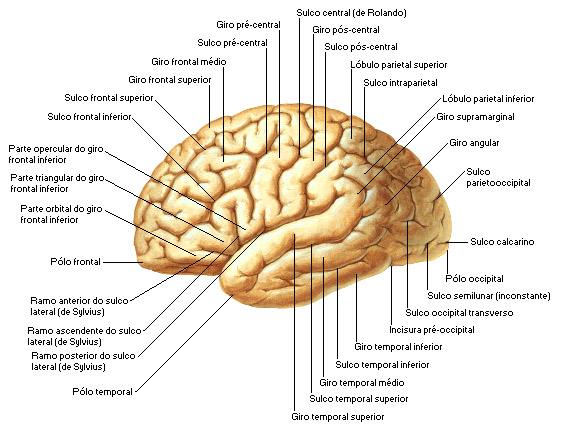 Sulco central (de Rolando)
Giro pré-central
Giro pós-central
Sulco pré-central
Sulco pós-central
Giro frontal médio
Lóbulo parietal superior
Giro frontal superior
Sulco intraparietal
Sulco frontal superior
Lóbulo parietal inferior
Sulco frontal inferior
Giro supramarginal
Giro angular
Parte opercular do giro
frontal inferior
Parte triangular do giro
frontal inferior
Sulco
parietooccipital
Parte orbital do giro
frontal inferior
Sulco calcarino
Pólo frontal
Pólo occipital
Ramo anterior do sulco
lateral (de Sylvius)
Sulco semilunar (inconstante)
Sulco occipital transverso
Ramo ascendente do sulco
lateral (de Sylvius)
Incisura pré-occipital
Ramo posterior do sulco
lateral (de Sylvius)
Giro temporal inferior
Sulco temporal inferior
Pólo temporal
Giro temporal médio
Sulco temporal superior
Giro temporal superior